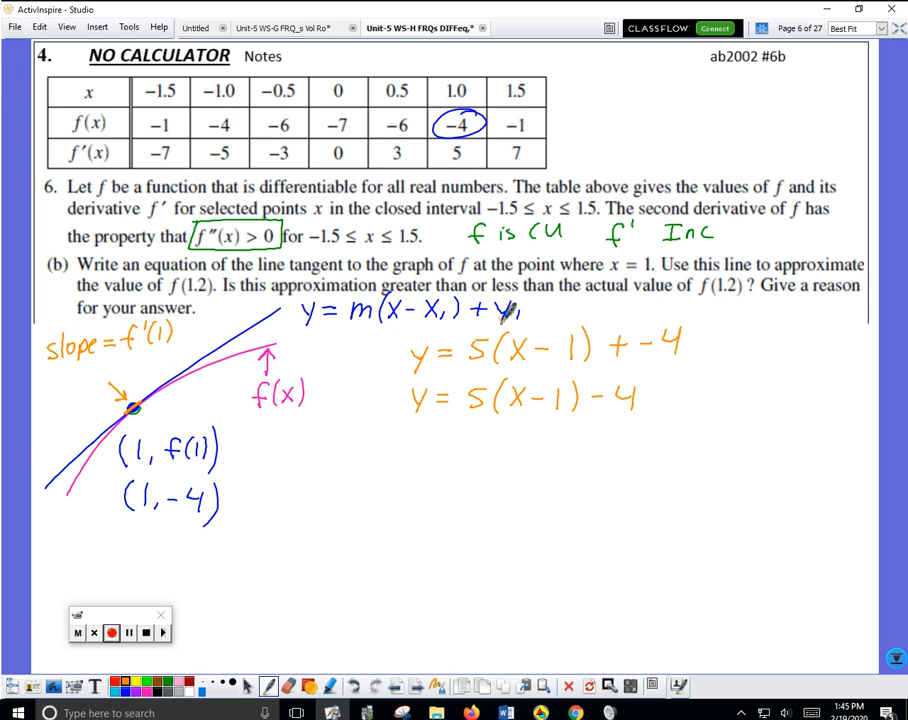 ActivInspire - Studio
File Edit View Insert Tools Help Untitled Unit-5 WS-G FRQ_s Vol Ro* Unit-5 WS-H FRQs DIFFeq,* CLASSFLOW Connect Page 6 of 27 Best Fit
4. NO CALCULATOR Notes ab2002 #6b
x −1.5 −1.0 −0.5 0 0.5 1.0 1.5
f(x) −1 −4 −6 −7 −6 −4 −1
f′(x) −7 −5 −3 0 3 5 7
6. Let f be a function that is differentiable for all real numbers. The table above gives the values of f and its
derivative f′ for selected points x in the closed interval −1.5 ≤ x ≤ 1.5. The second derivative of f has
the property that f″(x) > 0 for −1.5 ≤ x ≤ 1.5. f is CU f' Inc
(b) Write an equation of the line tangent to the graph of f at the point where x = 1. Use this line to approximate
the value of f(1.2). Is this approximation greater than or less than the actual value of f(1.2) ? Give a reason
for your answer. y = m(x − x₁) + y₁
slope = f'(1)
y = 5(x − 1) + −4
f(x) y = 5(x−1) − 4
(1, f(1))
(1, −4)
M
T
Type here to search
1:45 PM
2/19/2020